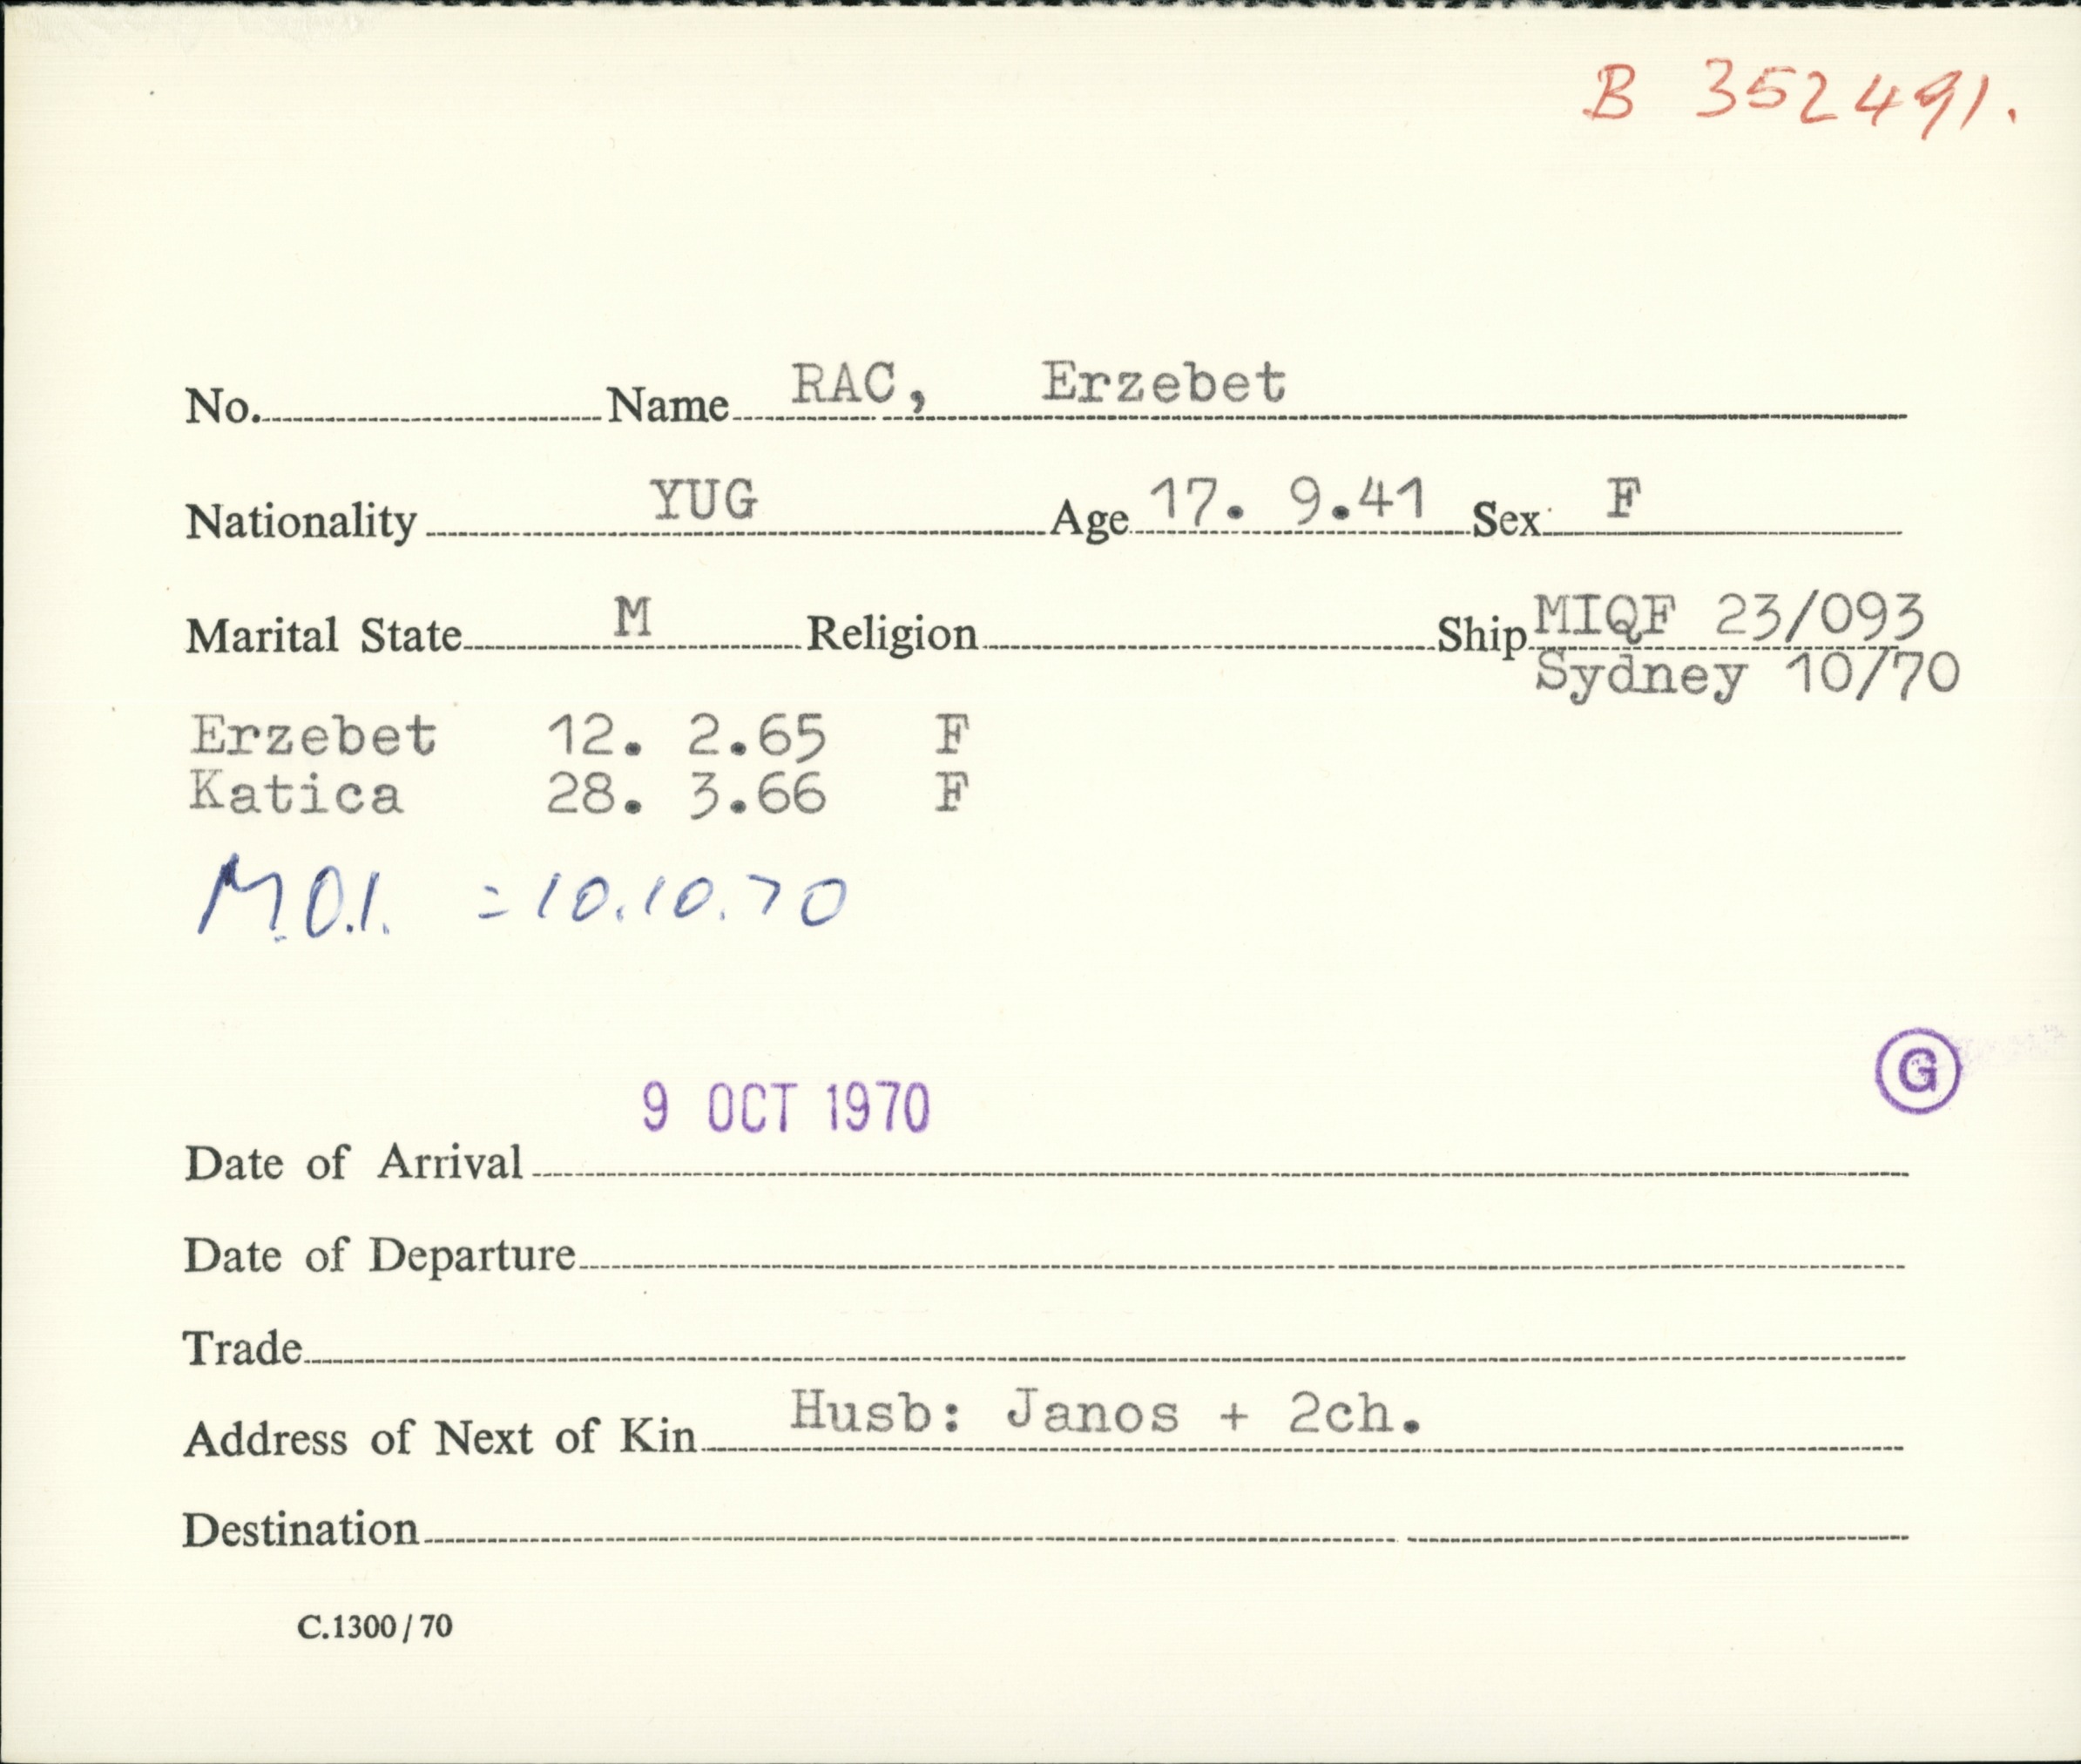 B 352491.
No. Name RAC, Erzebet
Nationality YUG Age 17. 9.41 Sex F
Marital State M Religion Ship MIQF 23/093
Sydney 10/70
Erzebet 12. 2.65 F
Katica 28. 3.66 F
M.O.I. = 10.10.70
G
9 OCT 1970
Date of Arrival
Date of Departure
Trade
Address of Next of Kin Husb: Janos + 2ch.
Destination
C.1300/70